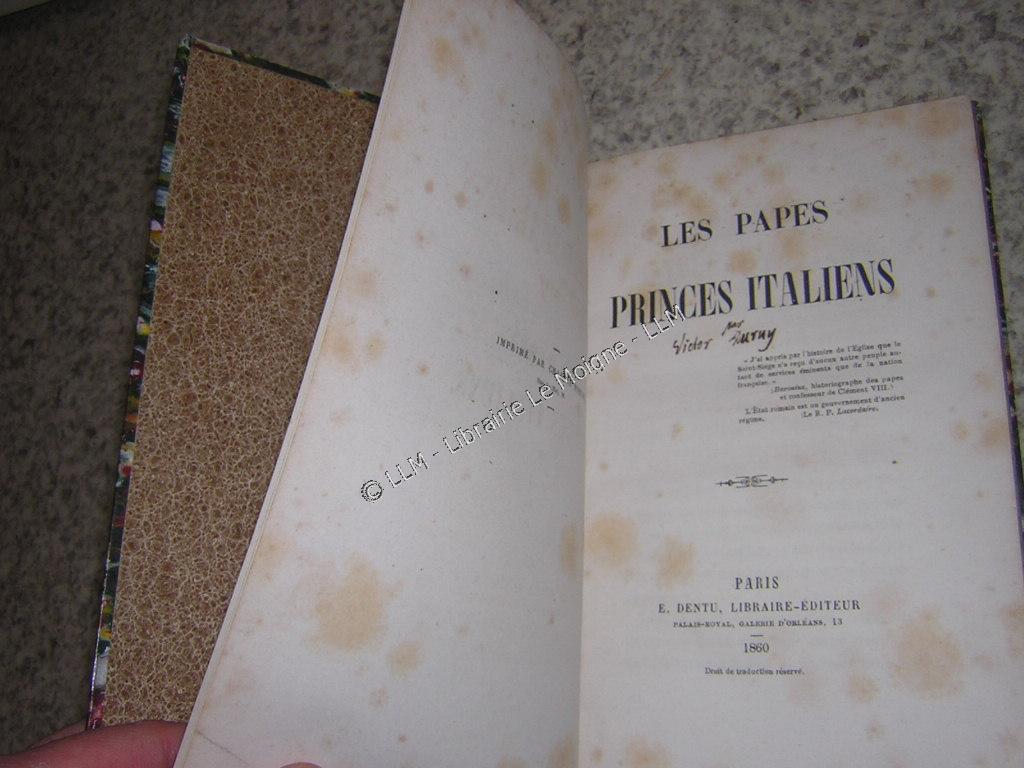 IMPRIMÉ PAR
LES PAPES
PRINCES ITALIENS
par
Victor Duruy
« J'ai appris par l'histoire de l'Église que le
Saint-Siège n'a reçu d'aucun autre peuple au-
tant de services éminents que de la nation
française. »
(Baronius, historiographe des papes
et confesseur de Clément VIII.)
L'État romain est un gouvernement d'ancien
régime.
(Le R. P. Lacordaire.
PARIS
E. DENTU, LIBRAIRE-ÉDITEUR
PALAIS-ROYAL, GALERIE D'ORLÉANS, 13
1860
Droit de traduction réservé.
© LLM - Librairie Le Moigne - LLM